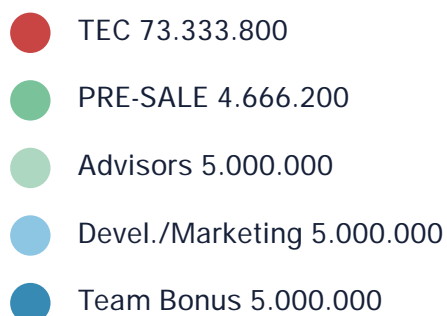 TEC 73.333.800
PRE-SALE 4.666.200
Advisors 5.000.000
Devel./Marketing 5.000.000
Team Bonus 5.000.000